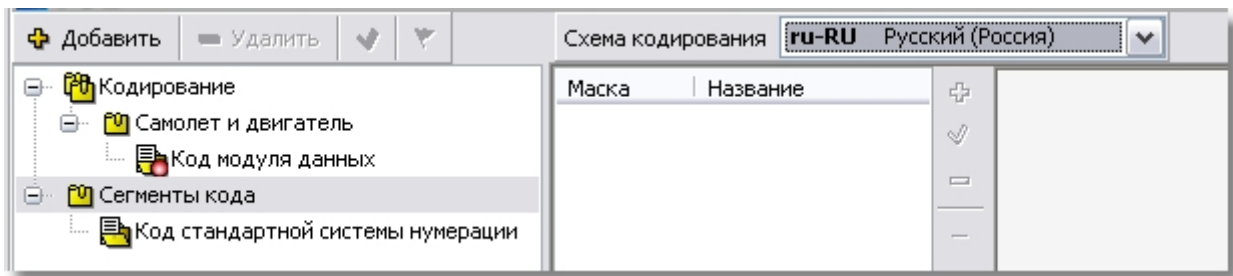 Добавить Удалить Схема кодирования ru-RU Русский (Россия)
Кодирование Маска Название
Самолет и двигатель
Код модуля данных
Сегменты кода
Код стандартной системы нумерации